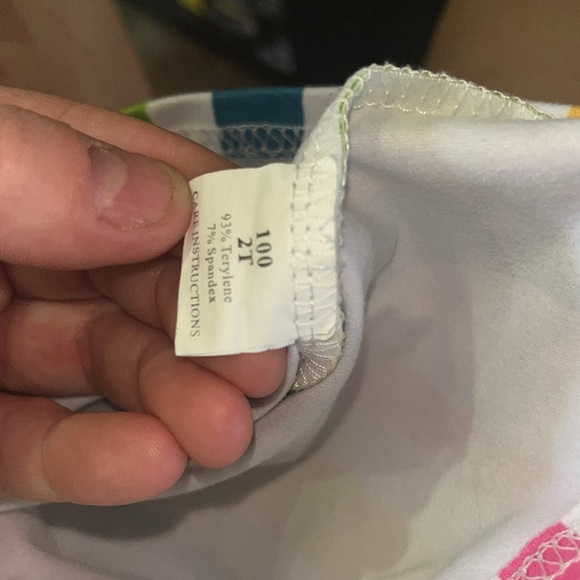 100
2T
93% Terylene
7% Spandex
CARE INSTRUCTIONS